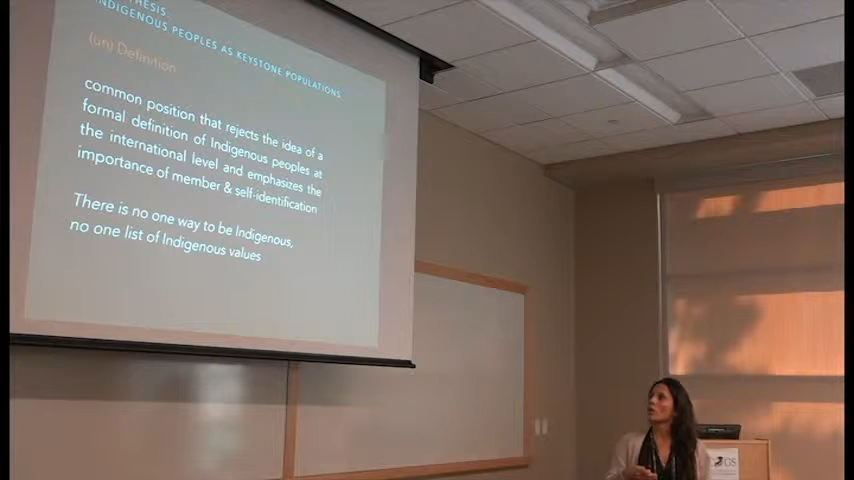 THESIS:
INDIGENOUS PEOPLES AS KEYSTONE POPULATIONS
(un) Definition
common position that rejects the idea of a
formal definition of Indigenous peoples at
the international level and emphasizes the
importance of member & self-identification
There is no one way to be Indigenous,
no one list of Indigenous values
GS